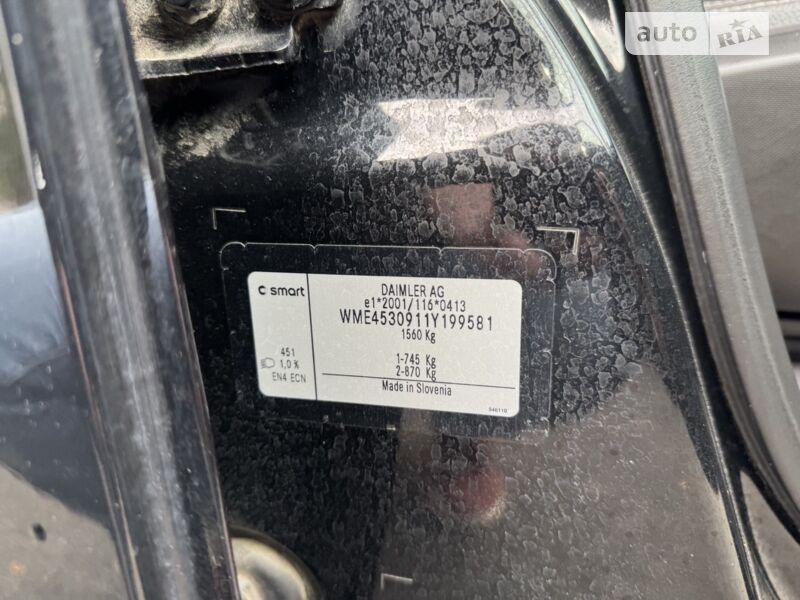 auto RIA
smart
451
1,0 %
EN4 ECN
DAIMLER AG
e1*2001/116*0413
WME4530911Y199581
1560 Kg
1-745 Kg
2-870 Kg
Made in Slovenia